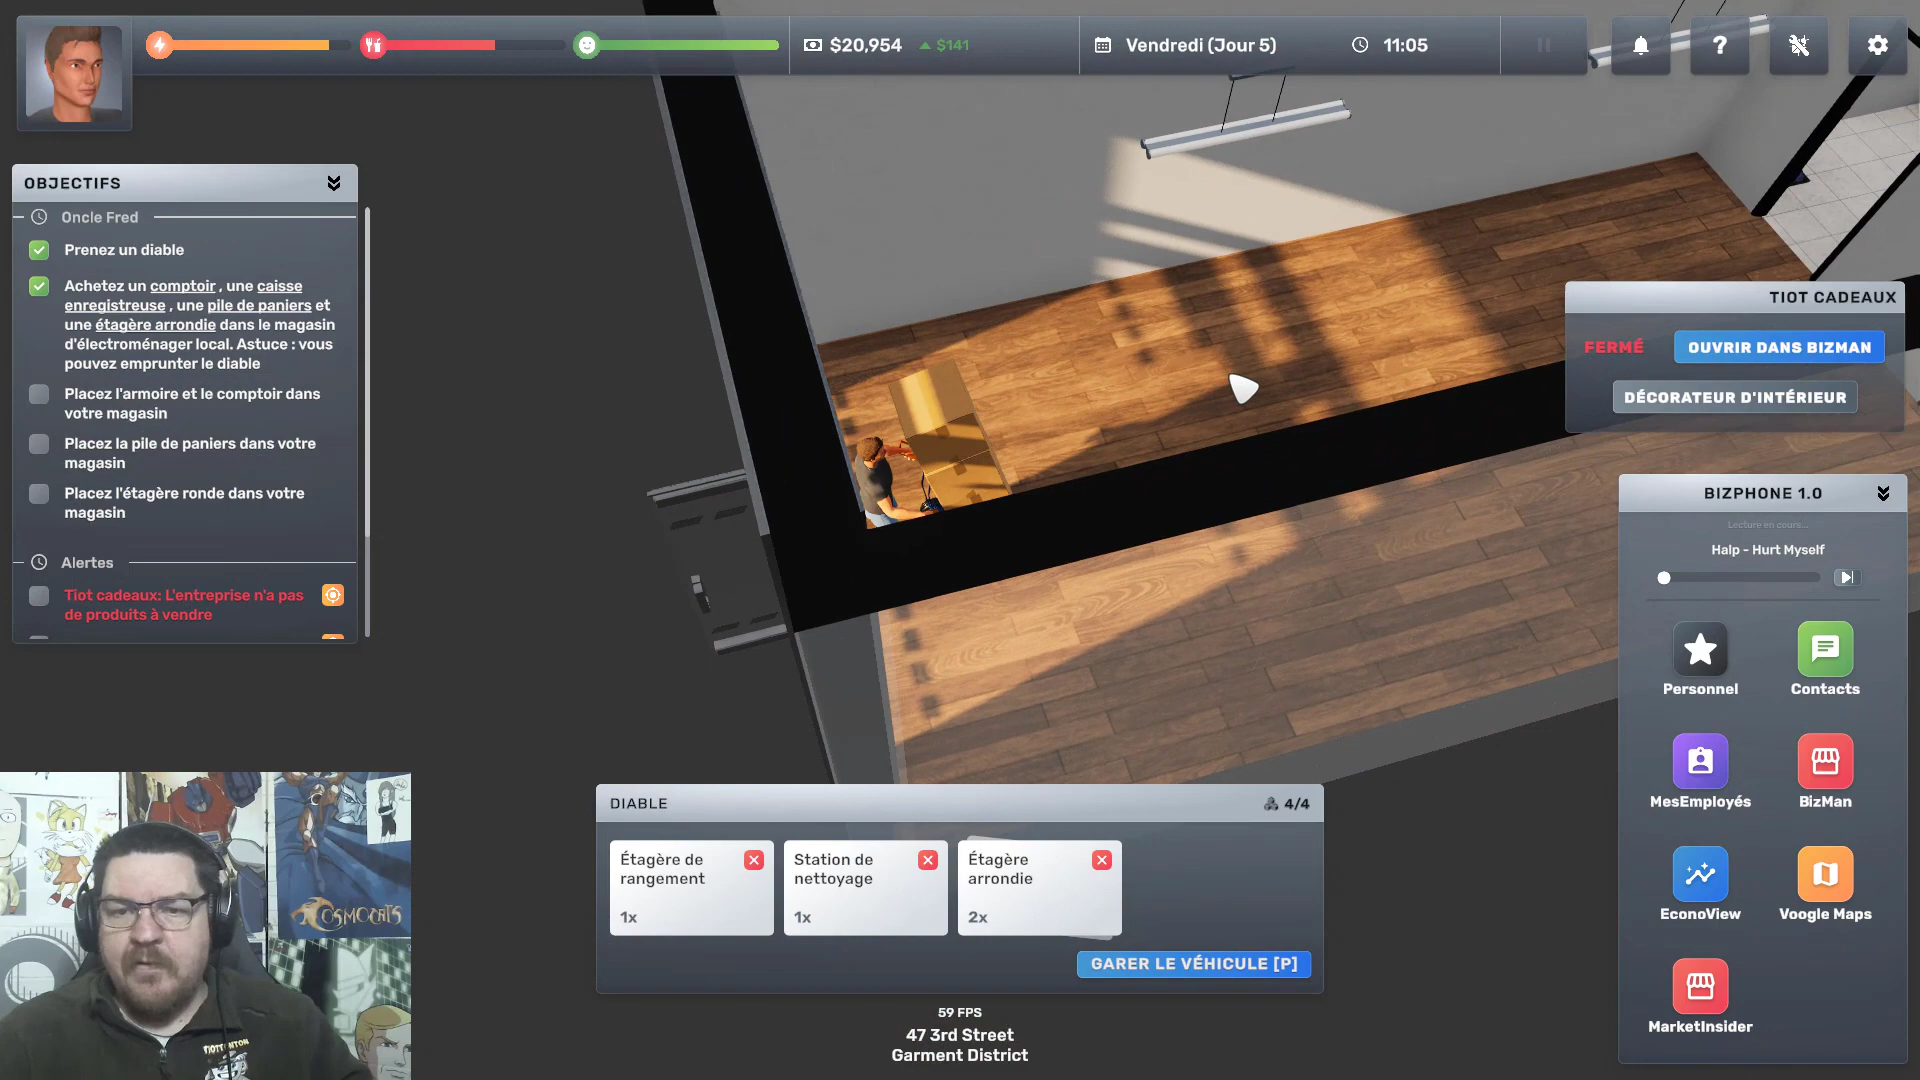 $20,954
$141
Vendredi (Jour 5)
11:05
?
OBJECTIFS
Oncle Fred
Prenez un diable
Achetez un comptoir , une caisse
enregistreuse , une pile de paniers et
une étagère arrondie dans le magasin
d'électroménager local. Astuce : vous
pouvez emprunter le diable
Placez l'armoire et le comptoir dans
votre magasin
Placez la pile de paniers dans votre
magasin
Placez l'étagère ronde dans votre
magasin
Alertes
Tiot cadeaux: L'entreprise n'a pas
de produits à vendre
TIOT CADEAUX
FERMÉ
OUVRIR DANS BIZMAN
DÉCORATEUR D'INTÉRIEUR
BIZPHONE 1.0
Lecture en cours...
Halp - Hurt Myself
Personnel
Contacts
MesEmployés
BizMan
EconoView
Voogle Maps
MarketInsider
DIABLE
4/4
Étagère de
rangement
1x
Station de
nettoyage
1x
Étagère
arrondie
2x
GARER LE VÉHICULE [P]
59 FPS
47 3rd Street
Garment District
COSMOCATS